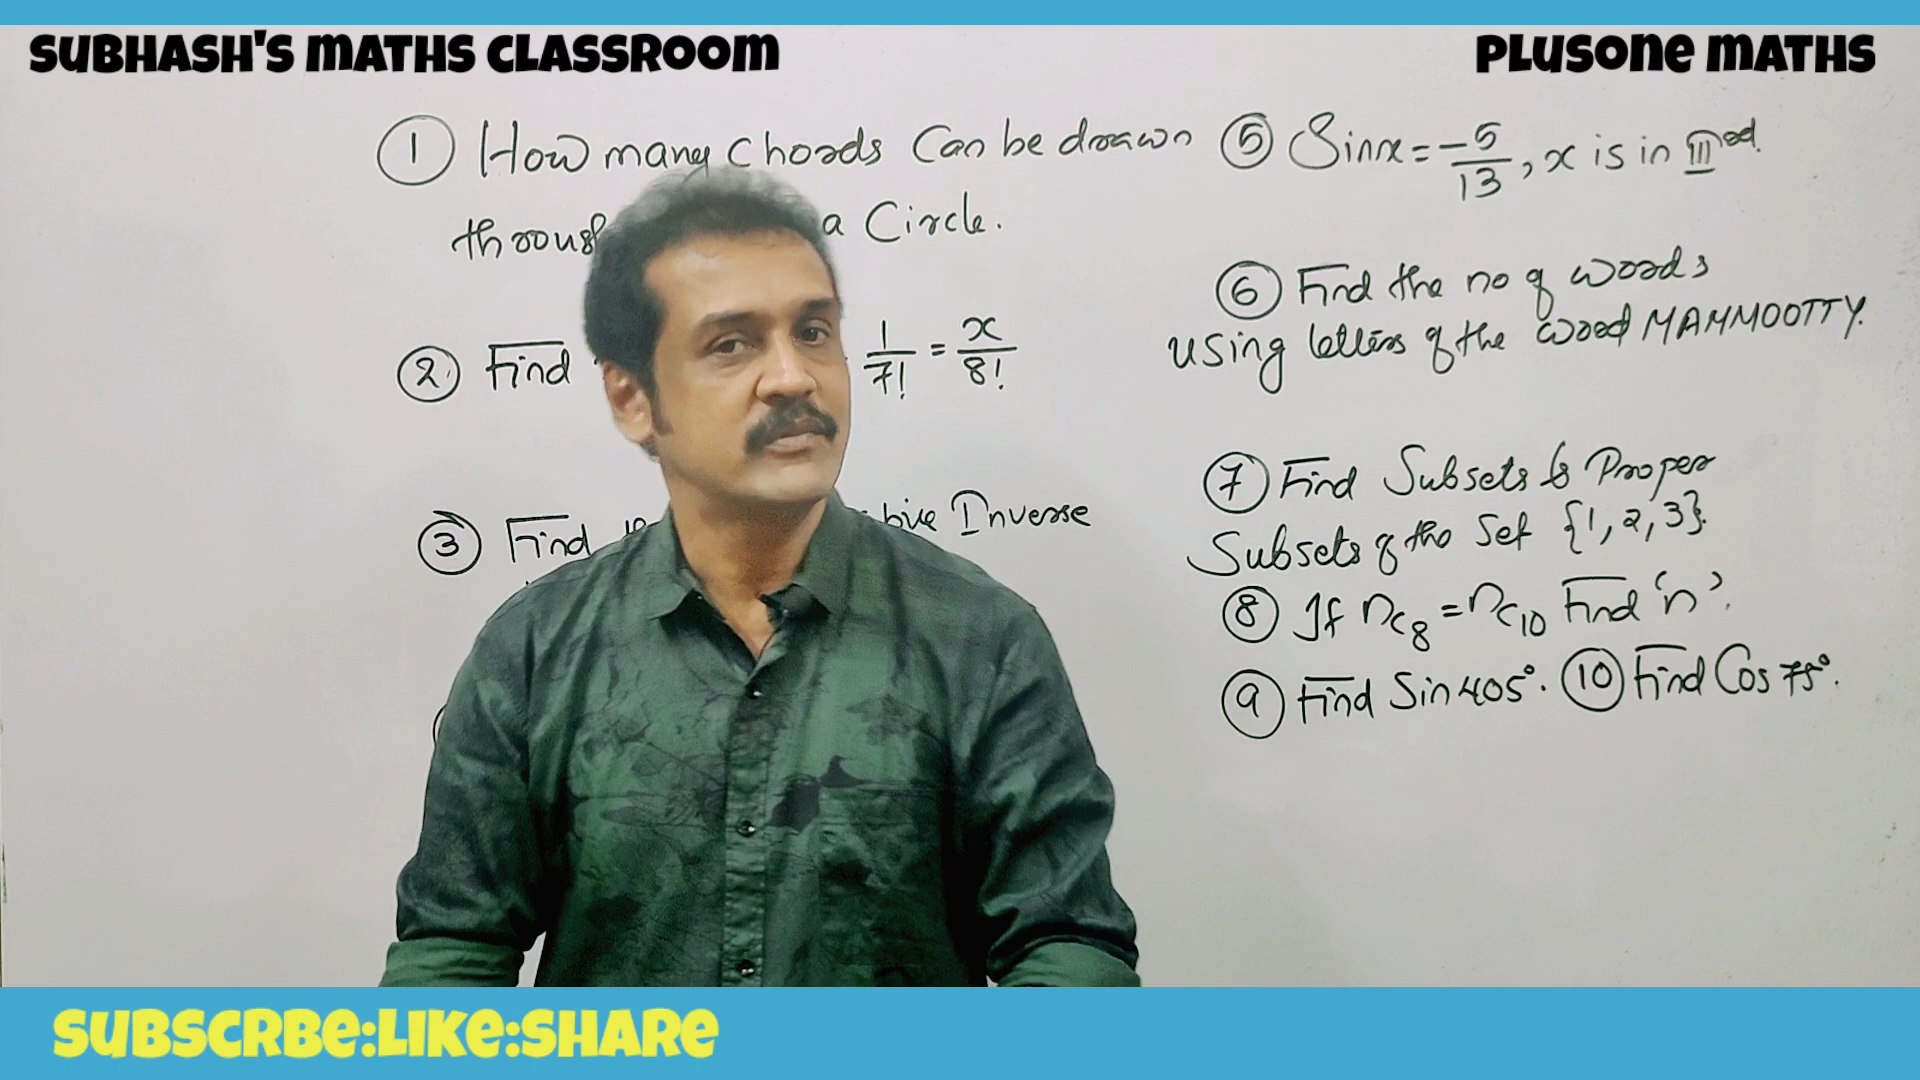 SUBHASH'S MATHS CLASSROOM
PLUSONE MATHS
① How many chords can be drawn
a Circle.
② Find 1/7! = x/8!
③ Find Inverse
⑤ Sinx = -5/13, x is in III rd.
⑥ Find the no of words
using letters of the word MAMMOOTTY.
⑦ Find Subsets & Proper
Subsets of the Set {1, 2, 3}.
⑧ If nC8 = nC10 Find 'n'.
⑨ Find Sin 405°. ⑩ Find Cos 75°.
SUBSCRBE:LIKE:SHARE